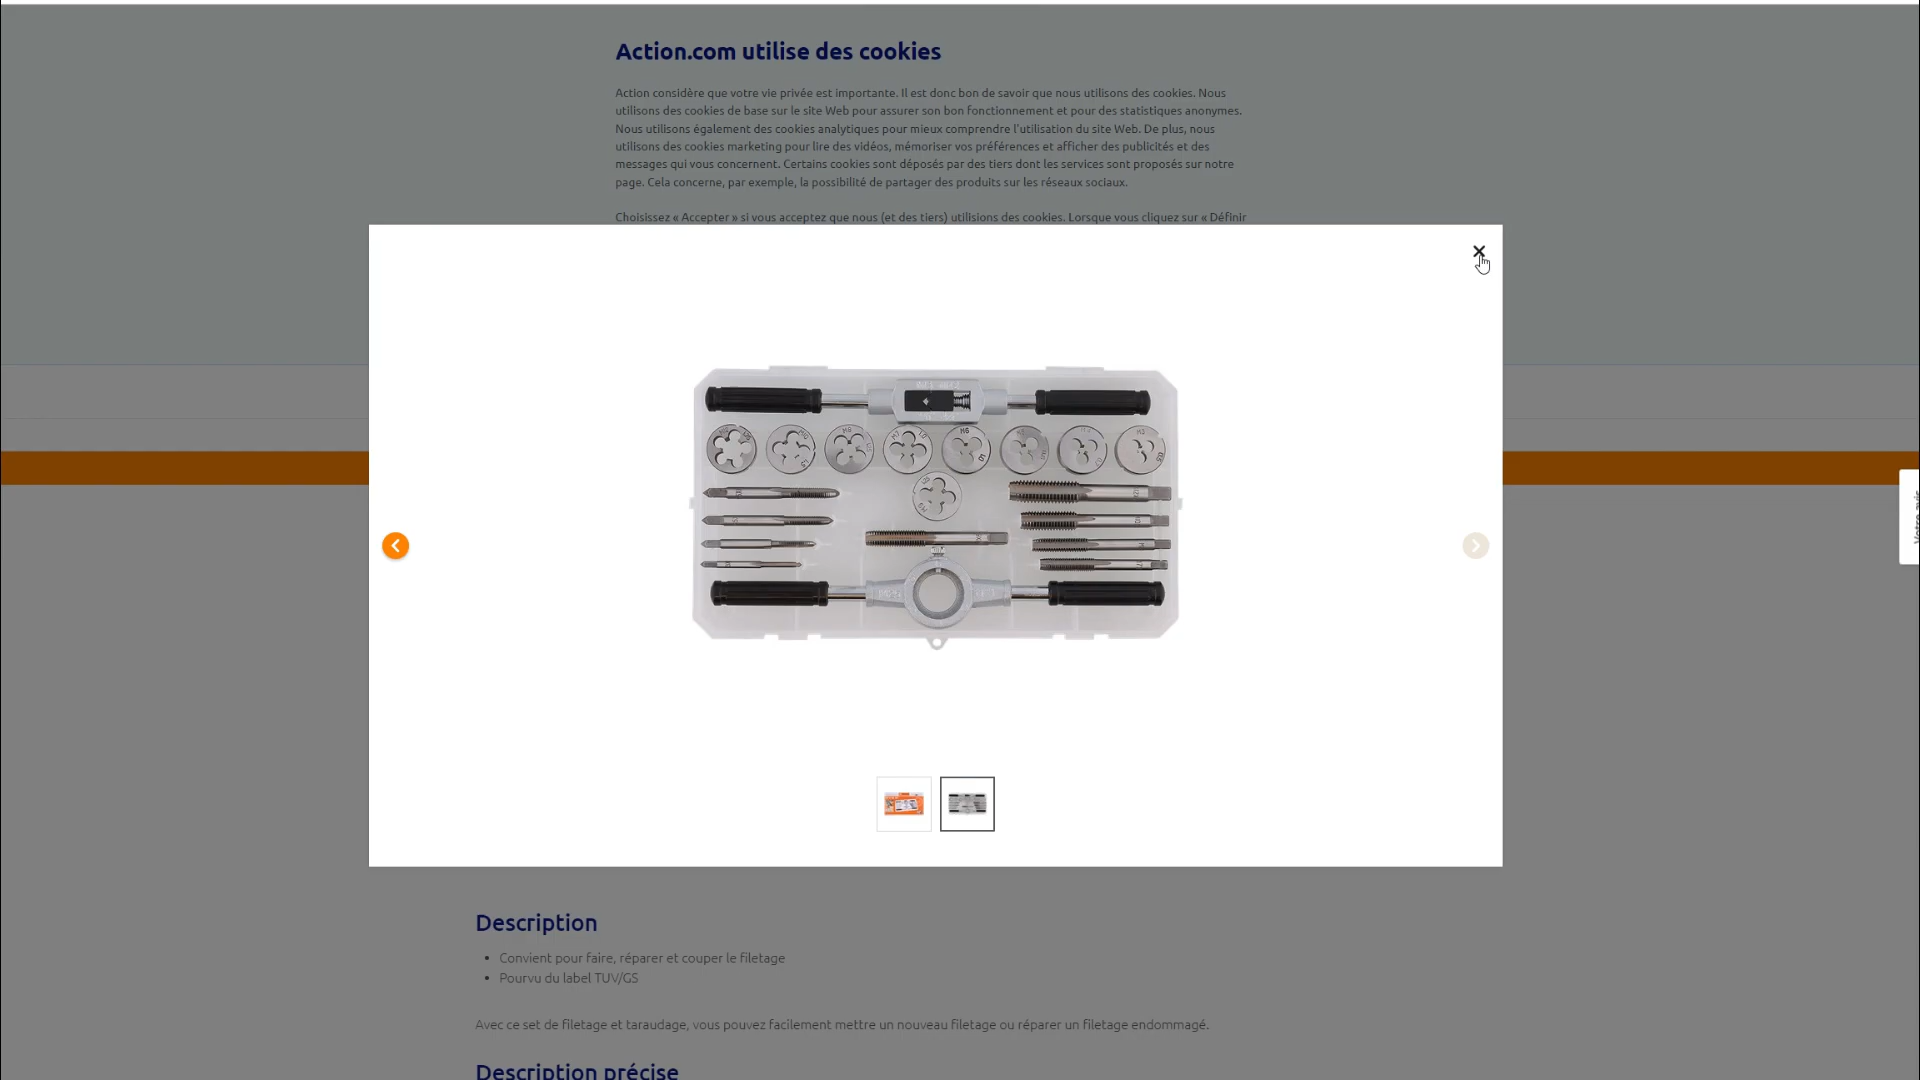 Action.com utilise des cookies
Action considère que votre vie privée est importante. Il est donc bon de savoir que nous utilisons des cookies. Nous
utilisons des cookies de base sur le site Web pour assurer son bon fonctionnement et pour des statistiques anonymes.
Nous utilisons également des cookies analytiques pour mieux comprendre l'utilisation du site Web. De plus, nous
utilisons des cookies marketing pour lire des vidéos, mémoriser vos préférences et afficher des publicités et des
messages qui vous concernent. Certains cookies sont déposés par des tiers dont les services sont proposés sur notre
page. Cela concerne, par exemple, la possibilité de partager des produits sur les réseaux sociaux.
Choisissez « Accepter » si vous acceptez que nous (et des tiers) utilisions des cookies. Lorsque vous cliquez sur « Définir
M6
Votre avis
Description
• Convient pour faire, réparer et couper le filetage
• Pourvu du label TUV/GS
Avec ce set de filetage et taraudage, vous pouvez facilement mettre un nouveau filetage ou réparer un filetage endommagé.
Description précise